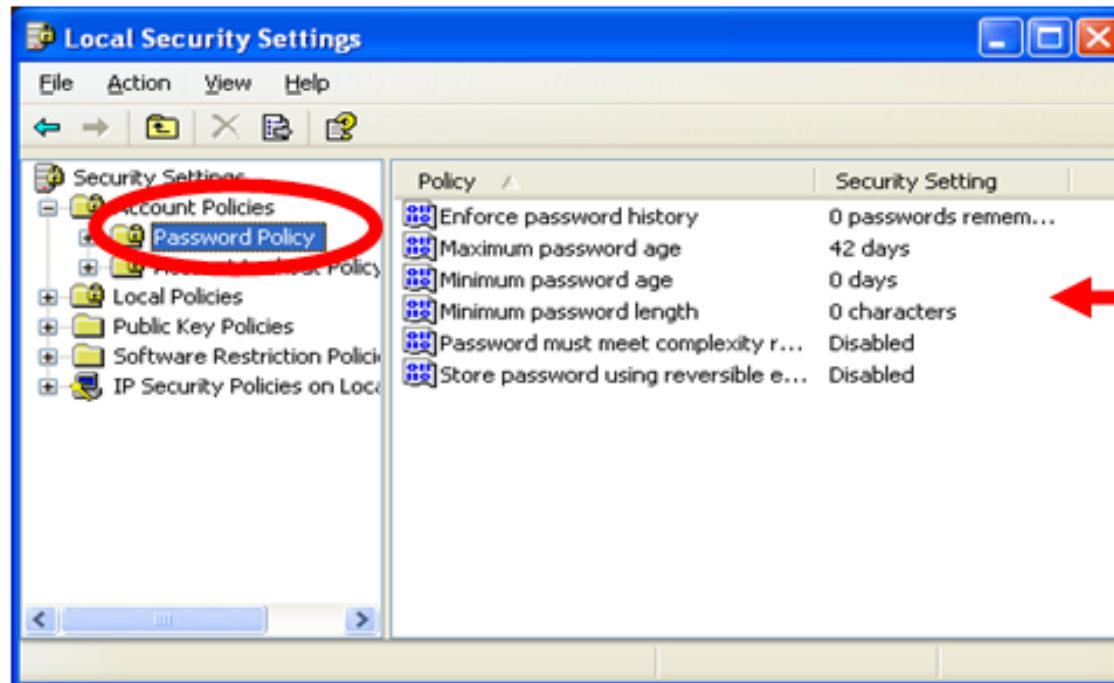 Local Security Settings
File Action View Help
Security Settings
Account Policies
Password Policy
Policy
Local Policies
Public Key Policies
Software Restriction Polici
IP Security Policies on Loca
Policy Security Setting
Enforce password history 0 passwords remem...
Maximum password age 42 days
Minimum password age 0 days
Minimum password length 0 characters
Password must meet complexity r... Disabled
Store password using reversible e... Disabled